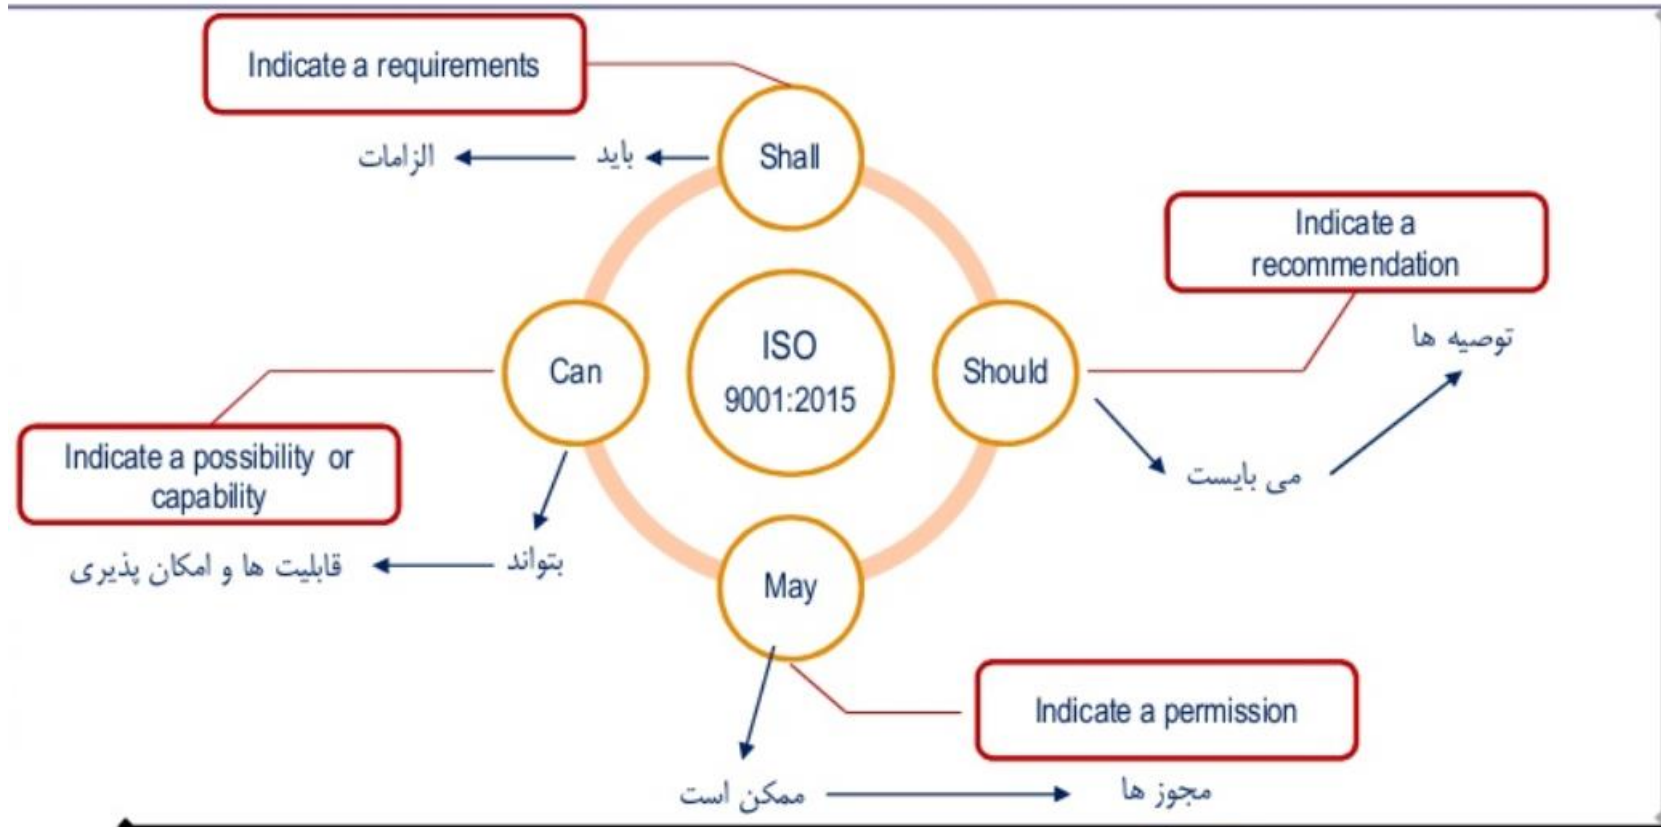 Indicate a requirements
Shall
باید
الزامات
Indicate a
recommendation
توصیه ها
ISO
9001:2015
Can
Should
Indicate a possibility or
capability
می بایست
بتواند
قابلیت ها و امکان پذیری
May
Indicate a permission
ممکن است
مجوز ها